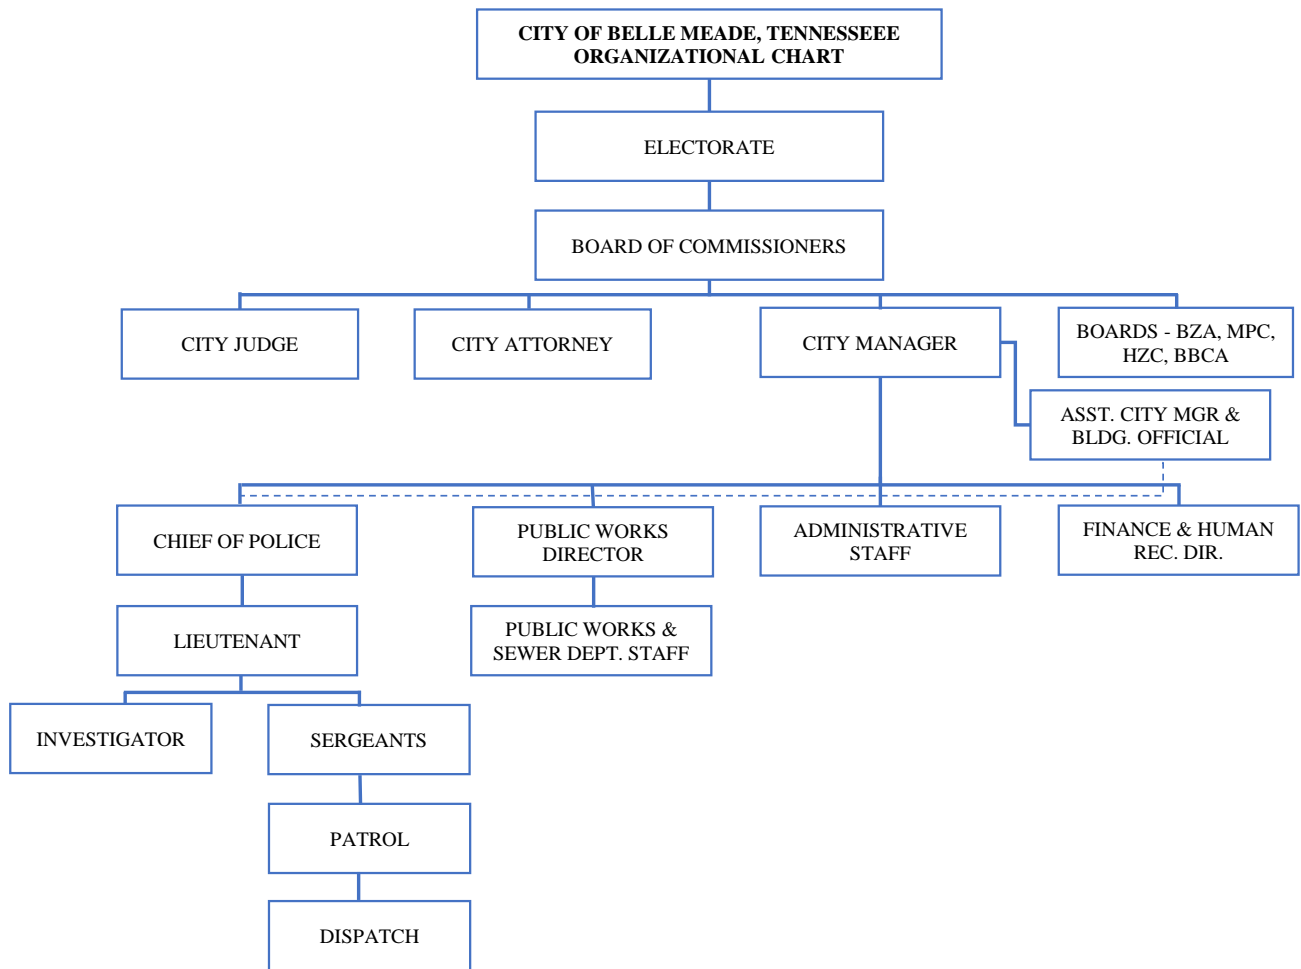 CITY OF BELLE MEADE, TENNESSEEE
ORGANIZATIONAL CHART
ELECTORATE
BOARD OF COMMISSIONERS
CITY JUDGE
CITY ATTORNEY
CITY MANAGER
BOARDS - BZA, MPC,
HZC, BBCA
ASST. CITY MGR &
BLDG. OFFICIAL
CHIEF OF POLICE
PUBLIC WORKS
DIRECTOR
ADMINISTRATIVE
STAFF
FINANCE & HUMAN
REC. DIR.
LIEUTENANT
PUBLIC WORKS &
SEWER DEPT. STAFF
INVESTIGATOR
SERGEANTS
PATROL
DISPATCH